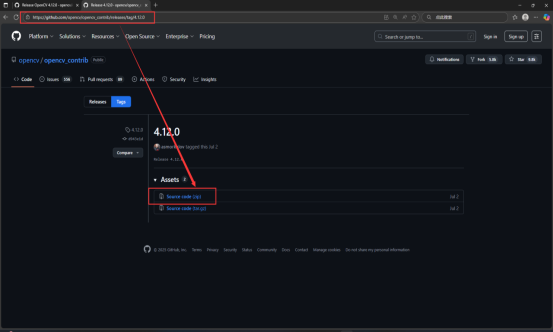 Release OpenCV 4.12.0 · opencv
Release 4.12.0 · opencv/opencv_c
https://github.com/opencv/opencv_contrib/releases/tag/4.12.0
Platform Solutions Resources Open Source Enterprise Pricing
Search or jump to...
Sign in Sign up
opencv / opencv_contrib Public
Notifications Fork 5.8k Star 9.8k
Code Issues Pull requests Actions Security Insights
Releases Tags
4.12.0
4.12.0
tagged this Jul 2
Compare
Release 4.12.0
Assets 2
Source code (zip) Jul 2
Source code (tar.gz) Jul 2
© 2025 GitHub, Inc. Terms Privacy Security Status Community Docs Contact Manage cookies Do not share my personal information